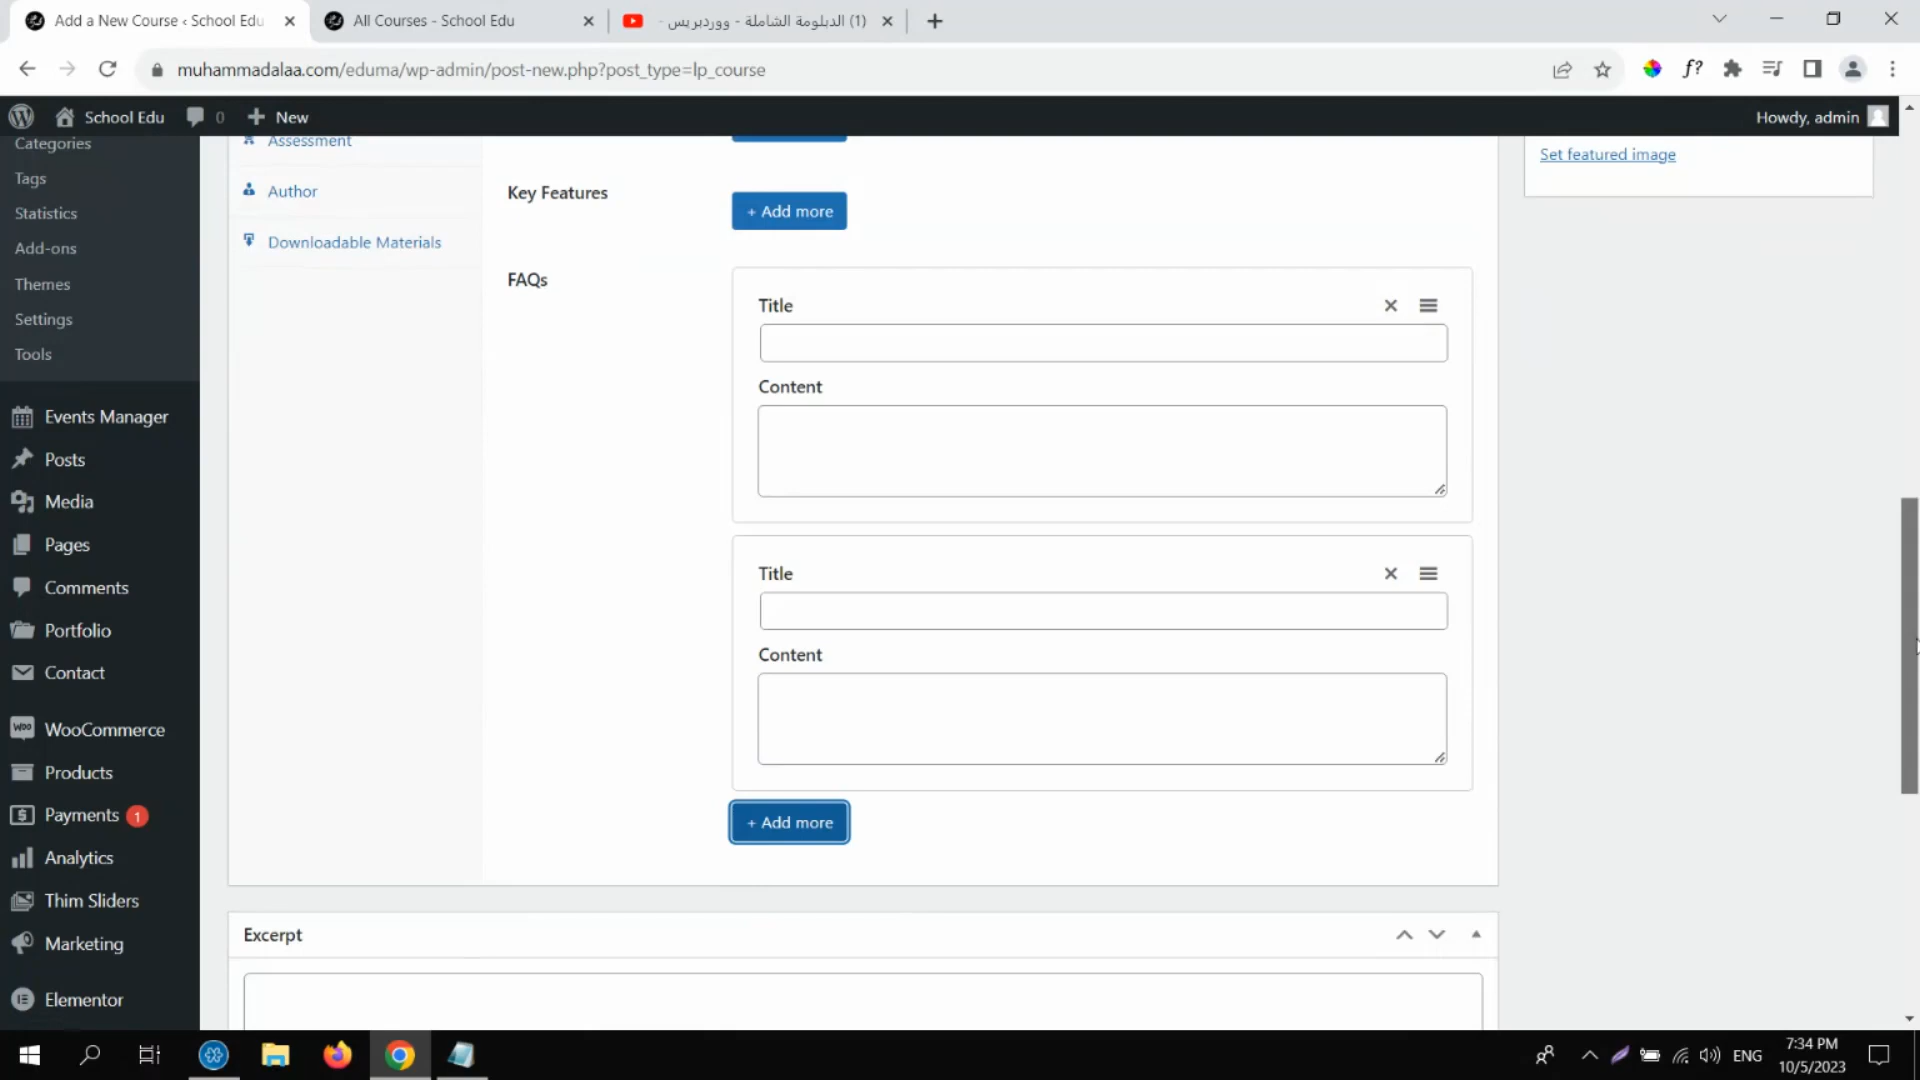 Add a New Course ‹ School Edu
All Courses - School Edu
(1) الدبلومة الشاملة - ووردبريس -
muhammadalaa.com/eduma/wp-admin/post-new.php?post_type=lp_course
f?
School Edu
0
New
Howdy, admin
Categories
Tags
Statistics
Add-ons
Themes
Settings
Tools
Events Manager
Posts
Media
Pages
Comments
Portfolio
Contact
WooCommerce
Products
Payments 1
Analytics
Thim Sliders
Marketing
Elementor
Assessment
Author
Downloadable Materials
Key Features
+ Add more
FAQs
Title
Content
Title
Content
+ Add more
Excerpt
Set featured image
ENG
7:34 PM
10/5/2023